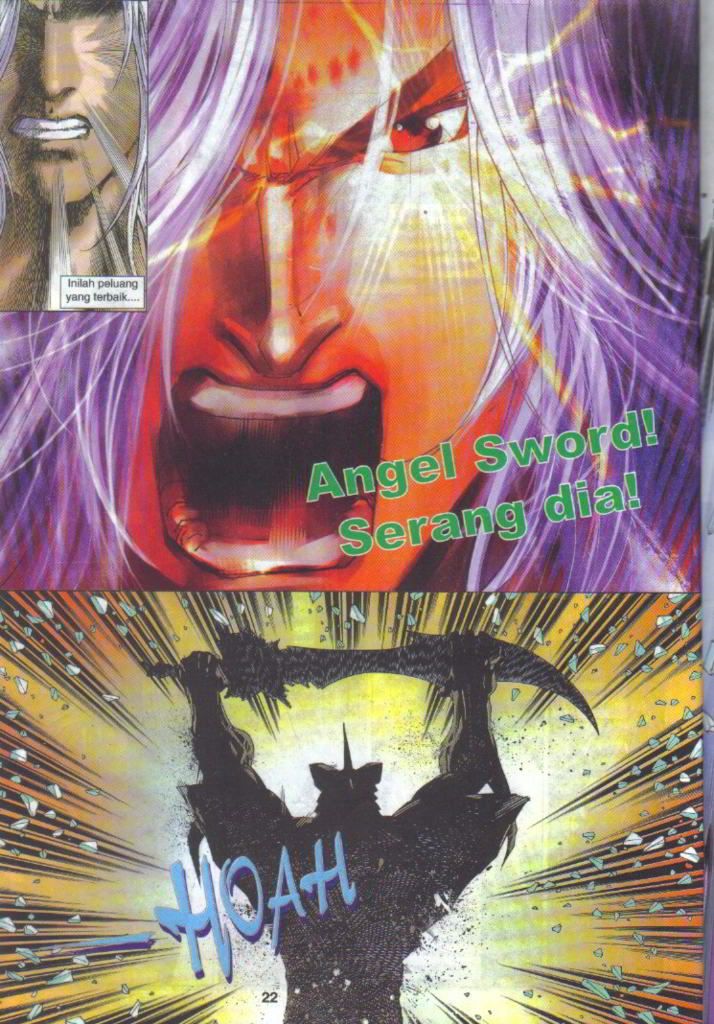 Inilah peluang
yang terbaik....
Angel Sword!
Serang dia!
HOAH
22